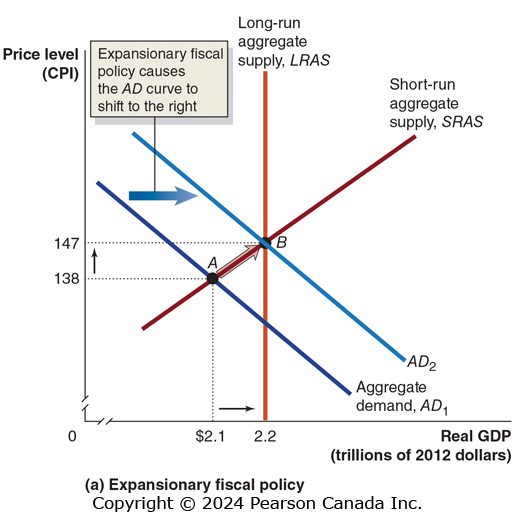 Long-run
aggregate
supply, LRAS
Price level
(CPI)
Expansionary fiscal
policy causes
the AD curve to
shift to the right
Short-run
aggregate
supply, SRAS
147
B
A
138
AD2
Aggregate
demand, AD1
0
$2.1
2.2
Real GDP
(trillions of 2012 dollars)
(a) Expansionary fiscal policy
Copyright © 2024 Pearson Canada Inc.